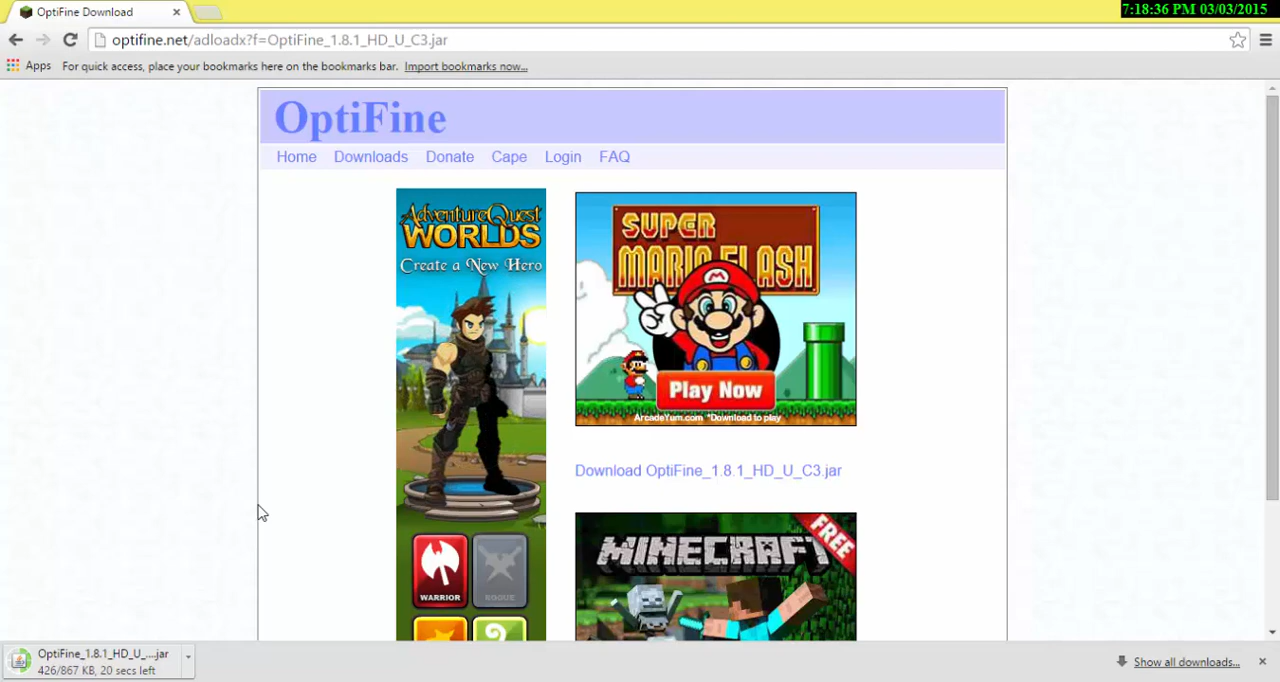 OptiFine Download
7:18:36 PM 03/03/2015
optifine.net/adloadx?f=OptiFine_1.8.1_HD_U_C3.jar
Apps For quick access, place your bookmarks here on the bookmarks bar. Import bookmarks now...
OptiFine
Home Downloads Donate Cape Login FAQ
AdventureQuest
WORLDS
Create a New Hero
WARRIOR
ROGUE
SUPER
MARIO FLASH
Play Now
ArcadeYum.com *Download to play
Download OptiFine_1.8.1_HD_U_C3.jar
MINECRAFT
FREE
OptiFine_1.8.1_HD_U_....jar
426/867 KB, 20 secs left
Show all downloads...